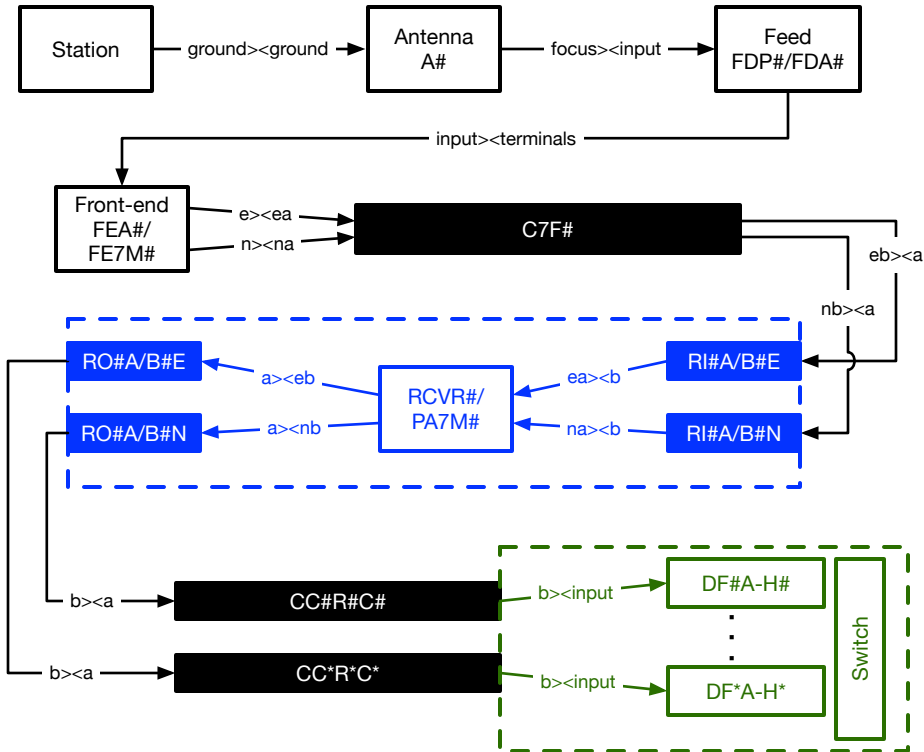 Station
ground><ground
Antenna
A#
focus><input
Feed
FDP#/FDA#
input><terminals
Front-end
FEA#/
FE7M#
e><ea
n><na
C7F#
eb><a
nb><a
RO#A/B#E
a><eb
RCVR#/
PA7M#
ea><b
RI#A/B#E
RO#A/B#N
a><nb
na><b
RI#A/B#N
b><a
CC#R#C#
b><input
DF#A-H#
Switch
b><a
CC*R*C*
b><input
DF*A-H*